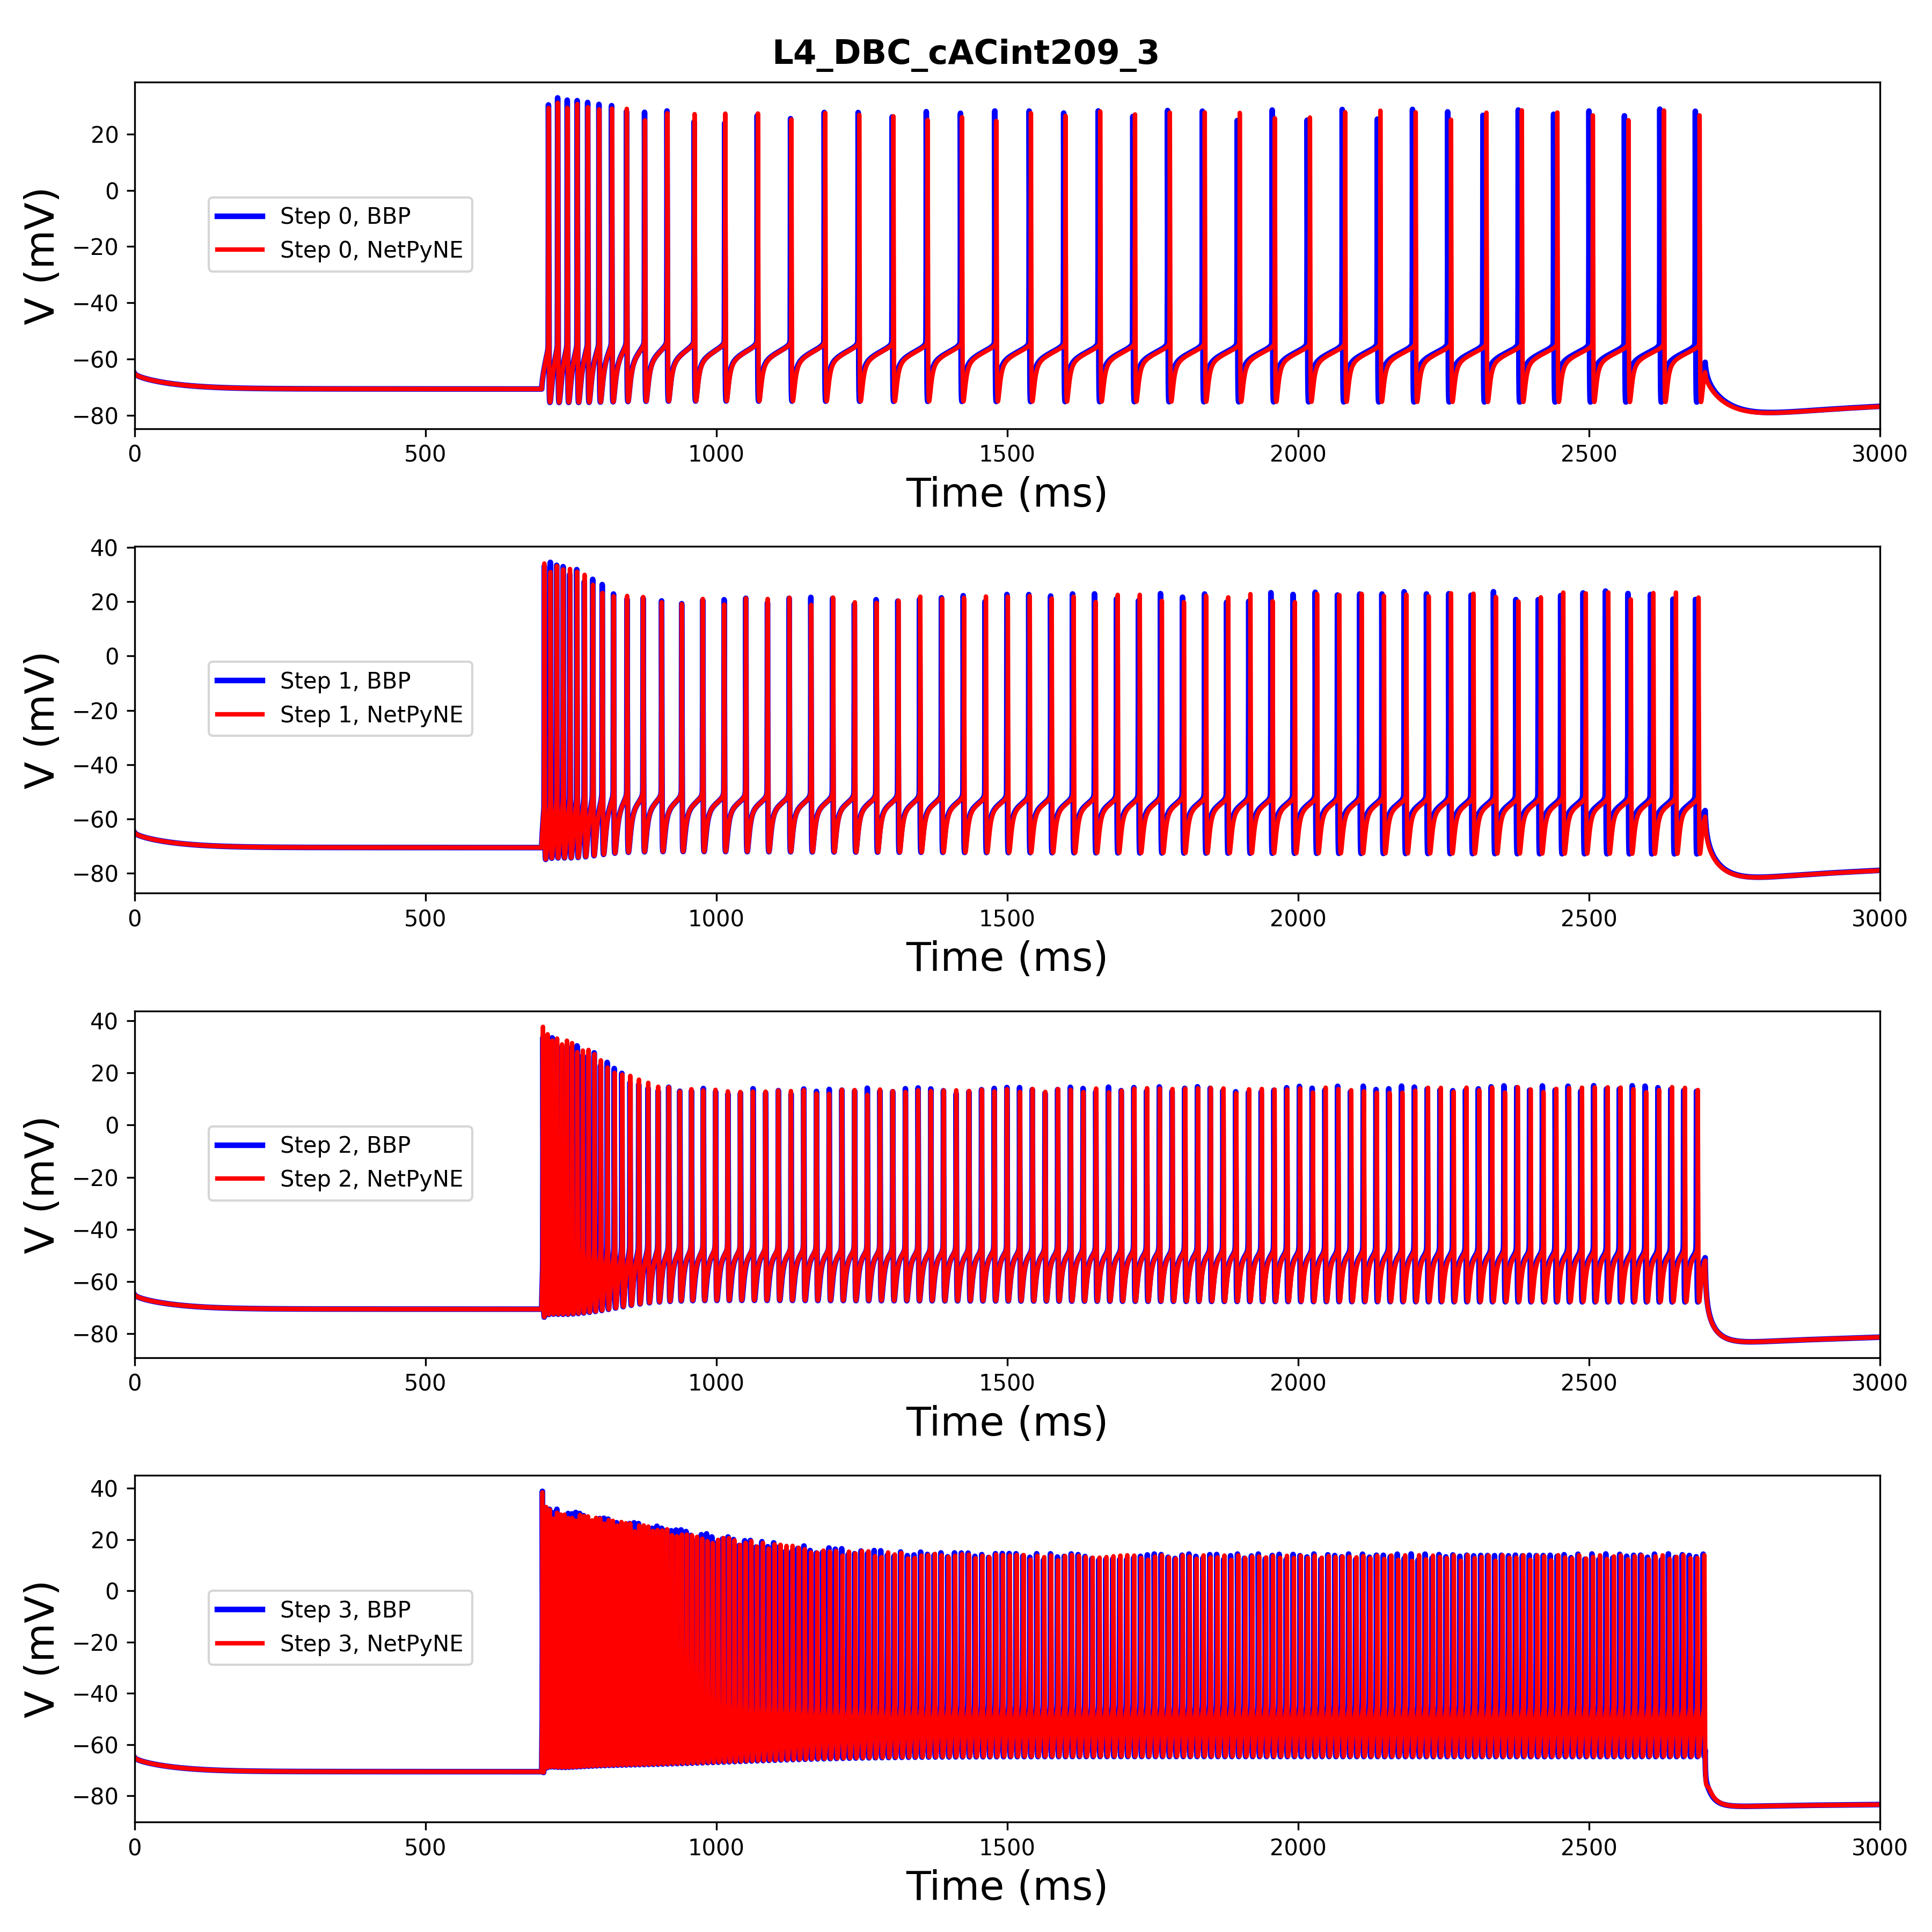 L4_DBC_cACint209_3
20
0
−20
−40
−60
−80
V (mV)
Step 0, BBP
Step 0, NetPyNE
0 500 1000 1500 2000 2500 3000
Time (ms)
40
20
0
−20
−40
−60
−80
V (mV)
Step 1, BBP
Step 1, NetPyNE
0 500 1000 1500 2000 2500 3000
Time (ms)
40
20
0
−20
−40
−60
−80
V (mV)
Step 2, BBP
Step 2, NetPyNE
0 500 1000 1500 2000 2500 3000
Time (ms)
40
20
0
−20
−40
−60
−80
V (mV)
Step 3, BBP
Step 3, NetPyNE
0 500 1000 1500 2000 2500 3000
Time (ms)